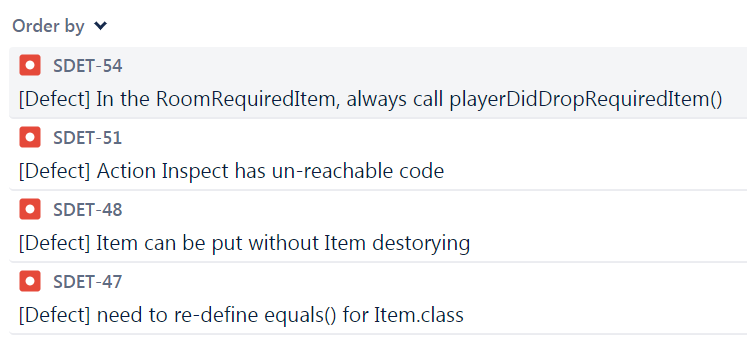 Order by
SDET-54
[Defect] In the RoomRequiredItem, always call playerDidDropRequiredItem()
SDET-51
[Defect] Action Inspect has un-reachable code
SDET-48
[Defect] Item can be put without Item destorying
SDET-47
[Defect] need to re-define equals() for Item.class